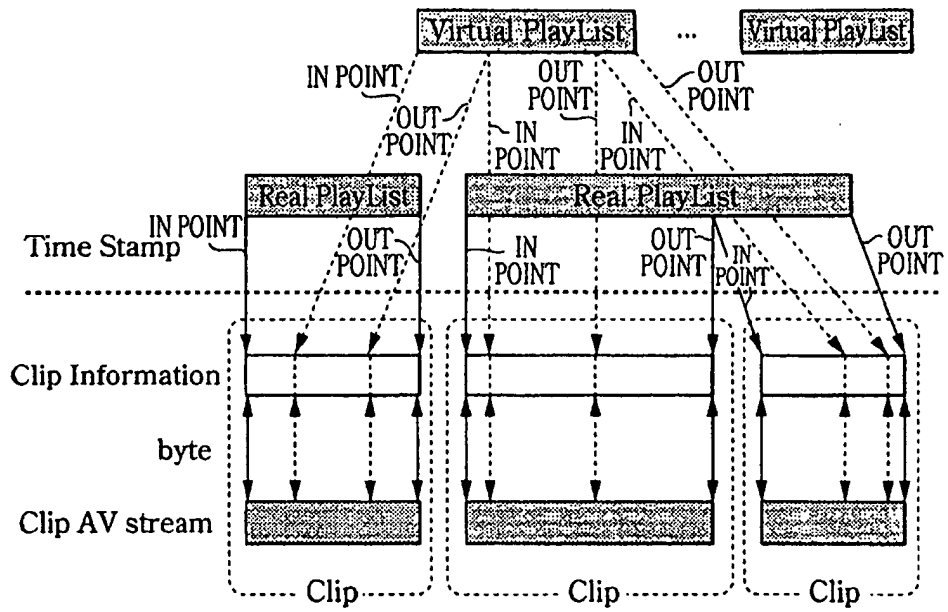 Virtual PlayList ... Virtual PlayList
IN POINT
OUT
POINT
IN
POINT
OUT
POINT
IN
POINT
OUT
POINT
Real PlayList
Real PlayList
IN POINT
Time Stamp
OUT
POINT
IN
POINT
OUT
POINT
IN
POINT
OUT
POINT
Clip Information
byte
Clip AV stream
Clip
Clip
Clip